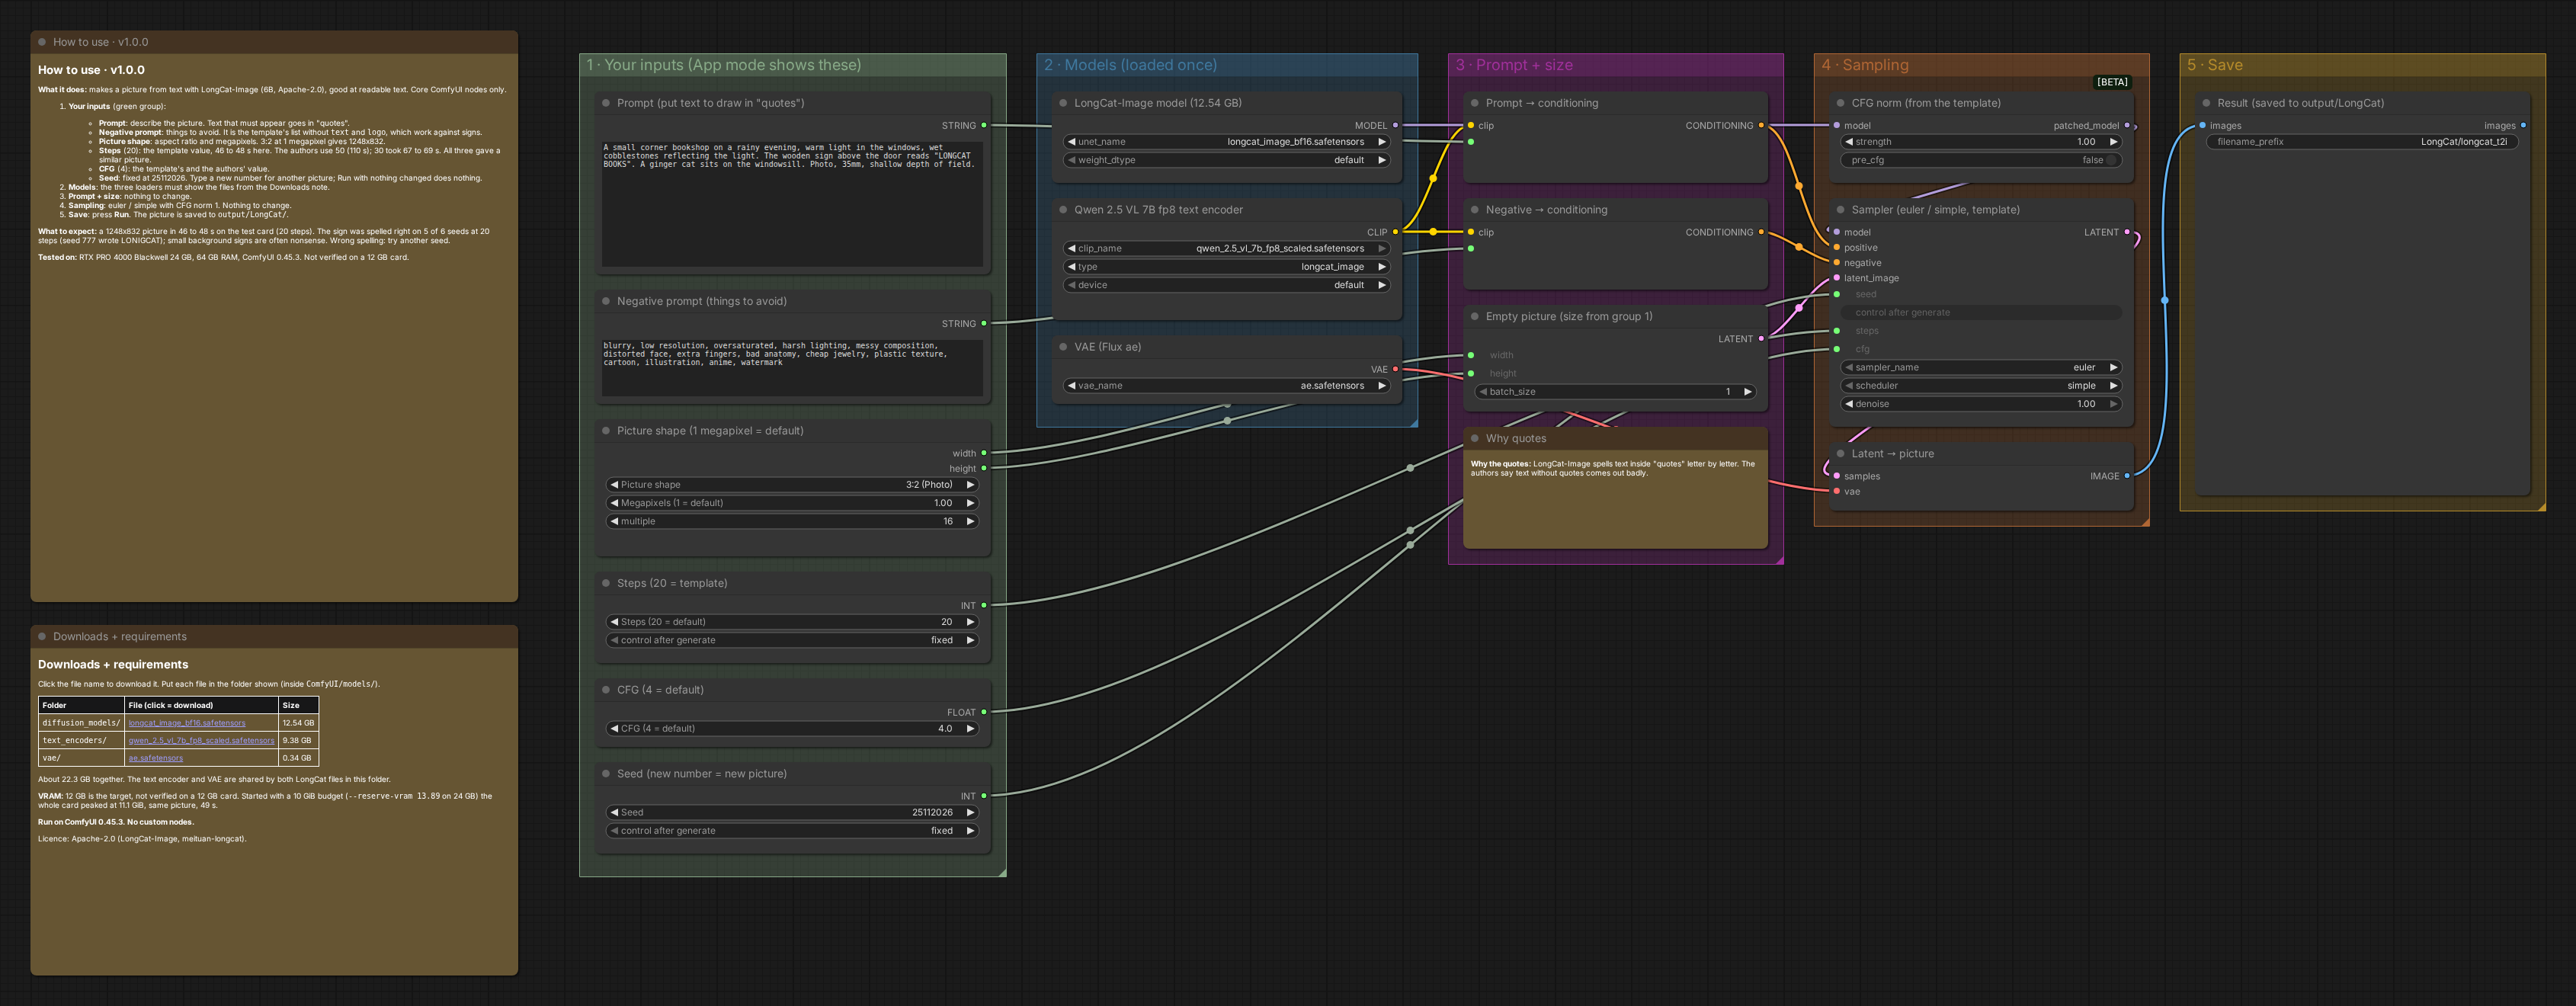 How to use · v1.0.0
How to use · v1.0.0
What it does: makes a picture from text with LongCat-Image (6B, Apache-2.0), good at readable text. Core ComfyUI nodes only.
1. Your inputs (green group):
Prompt: describe the picture. Text that must appear goes in "quotes".
Negative prompt: things to avoid. It is the template's list without text and logo, which work against signs.
Picture shape: aspect ratio and megapixels. 3:2 at 1 megapixel gives 1248x832.
Steps (20): the template value, 46 to 48 s here. The authors use 50 (110 s); 30 took 67 to 69 s. All three gave a
similar picture.
CFG (4): the template's and the authors' value.
Seed: fixed at 25112026. Type a new number for another picture; Run with nothing changed does nothing.
2. Models: the three loaders must show the files from the Downloads note.
3. Prompt + size: nothing to change.
4. Sampling: euler / simple with CFG norm 1. Nothing to change.
5. Save: press Run. The picture is saved to output/LongCat/.
What to expect: a 1248x832 picture in 46 to 48 s on the test card (20 steps). The sign was spelled right on 5 of 6 seeds at 20
steps (seed 777 wrote LONIGCAT); small background signs are often nonsense. Wrong spelling: try another seed.
Tested on: RTX PRO 4000 Blackwell 24 GB, 64 GB RAM, ComfyUI 0.45.3. Not verified on a 12 GB card.
Downloads + requirements
Downloads + requirements
Click the file name to download it. Put each file in the folder shown (inside ComfyUI/models/).
Folder File (click = download) Size
diffusion_models/ longcat_image_bf16.safetensors 12.54 GB
text_encoders/ qwen_2.5_vl_7b_fp8_scaled.safetensors 9.38 GB
vae/ ae.safetensors 0.34 GB
About 22.3 GB together. The text encoder and VAE are shared by both LongCat files in this folder.
VRAM: 12 GB is the target, not verified on a 12 GB card. Started with a 10 GiB budget (--reserve-vram 13.89 on 24 GB) the
whole card peaked at 11.1 GiB, same picture, 49 s.
Run on ComfyUI 0.45.3. No custom nodes.
Licence: Apache-2.0 (LongCat-Image, meituan-longcat).
1 · Your inputs (App mode shows these)
Prompt (put text to draw in "quotes")
STRING
A small corner bookshop on a rainy evening, warm light in the windows, wet
cobblestones reflecting the light. The wooden sign above the door reads "LONGCAT
BOOKS". A ginger cat sits on the windowsill. Photo, 35mm, shallow depth of field.
Negative prompt (things to avoid)
STRING
blurry, low resolution, oversaturated, harsh lighting, messy composition,
distorted face, extra fingers, bad anatomy, cheap jewelry, plastic texture,
cartoon, illustration, anime, watermark
Picture shape (1 megapixel = default)
width
height
Picture shape 3:2 (Photo)
Megapixels (1 = default) 1.00
multiple 16
Steps (20 = template)
INT
Steps (20 = default) 20
control after generate fixed
CFG (4 = default)
FLOAT
CFG (4 = default) 4.0
Seed (new number = new picture)
INT
Seed 25112026
control after generate fixed
2 · Models (loaded once)
LongCat-Image model (12.54 GB)
MODEL
unet_name longcat_image_bf16.safetensors
weight_dtype default
Qwen 2.5 VL 7B fp8 text encoder
CLIP
clip_name qwen_2.5_vl_7b_fp8_scaled.safetensors
type longcat_image
device default
VAE (Flux ae)
VAE
vae_name ae.safetensors
3 · Prompt + size
Prompt → conditioning
clip CONDITIONING
Negative → conditioning
clip CONDITIONING
Empty picture (size from group 1)
LATENT
width
height
batch_size 1
Why quotes
Why the quotes: LongCat-Image spells text inside "quotes" letter by letter. The
authors say text without quotes comes out badly.
4 · Sampling
[BETA]
CFG norm (from the template)
model patched_model
strength 1.00
pre_cfg false
Sampler (euler / simple, template)
model LATENT
positive
negative
latent_image
seed
control after generate
steps
cfg
sampler_name euler
scheduler simple
denoise 1.00
Latent → picture
samples IMAGE
vae
5 · Save
Result (saved to output/LongCat)
images images
filename_prefix LongCat/longcat_t2i